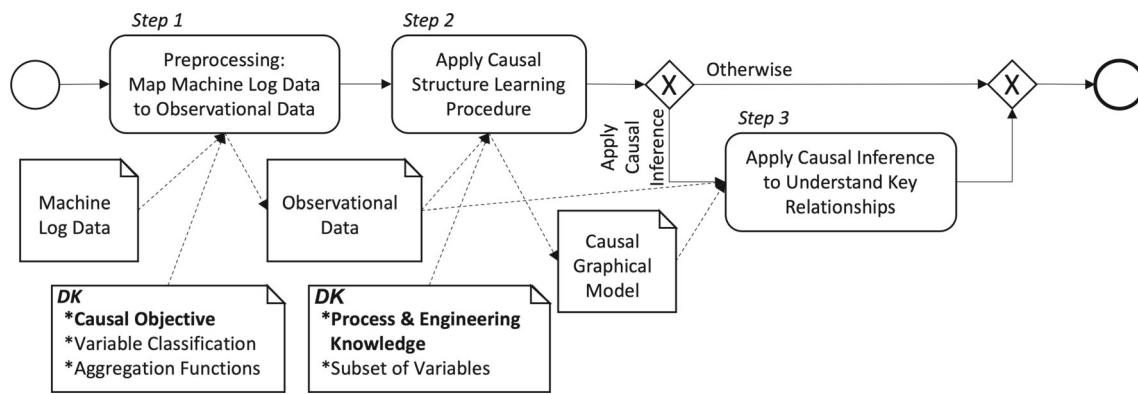 Step 1
Preprocessing:
Map Machine Log Data
to Observational Data
Step 2
Apply Causal
Structure Learning
Procedure
X
Otherwise
X
Apply
Causal
Inference
Step 3
Apply Causal Inference
to Understand Key
Relationships
Machine
Log Data
Observational
Data
Causal
Graphical
Model
DK
*Causal Objective
*Variable Classification
*Aggregation Functions
DK
*Process & Engineering
Knowledge
*Subset of Variables